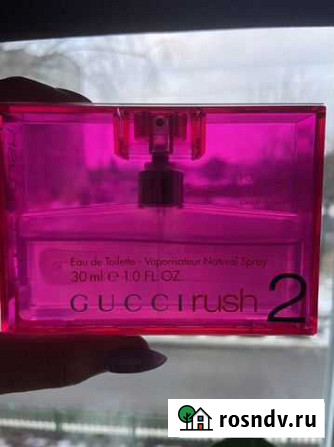 Eau de Toilette - Vaporisateur Natural Spray
30 ml ℮ 1.0 FL.OZ.
GUCCI rush 2
rosndv.ru